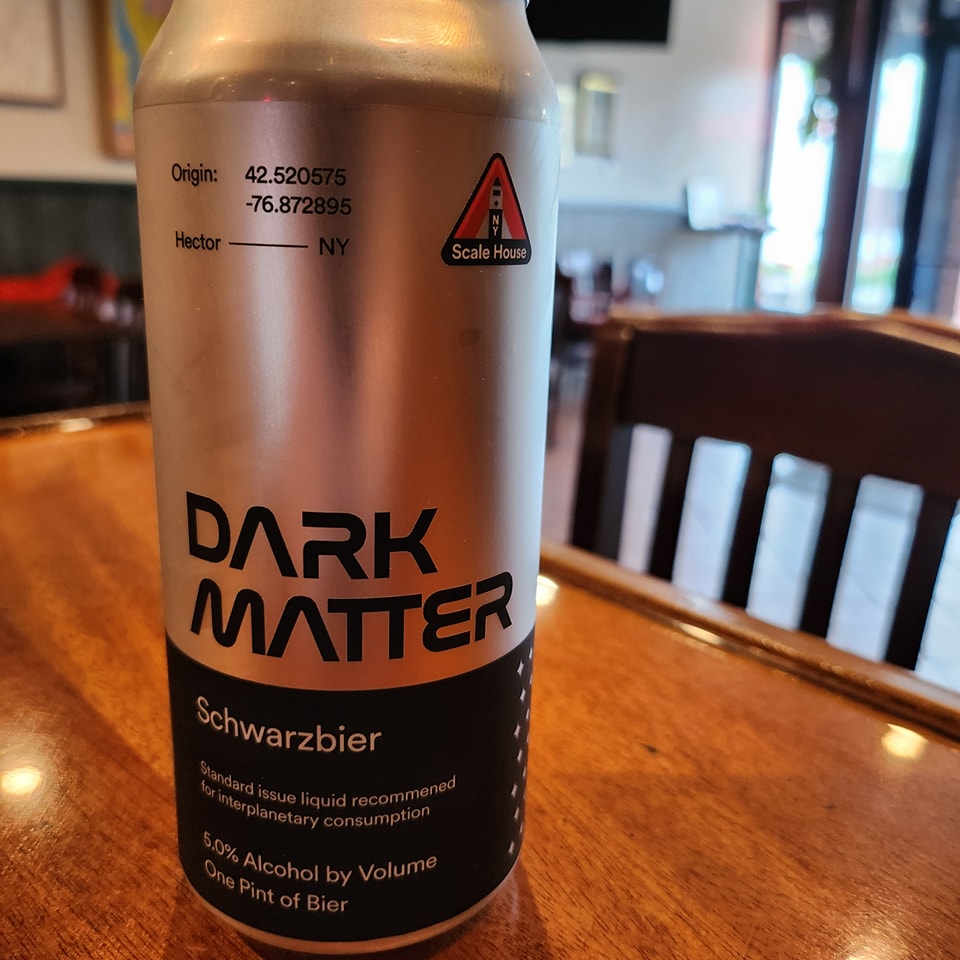 Origin: 42.520575
-76.872895
Hector NY
NY
Scale House
DARK
MATTER
Schwarzbier
Standard issue liquid recommened
for interplanetary consumption
5.0% Alcohol by Volume
One Pint of Bier